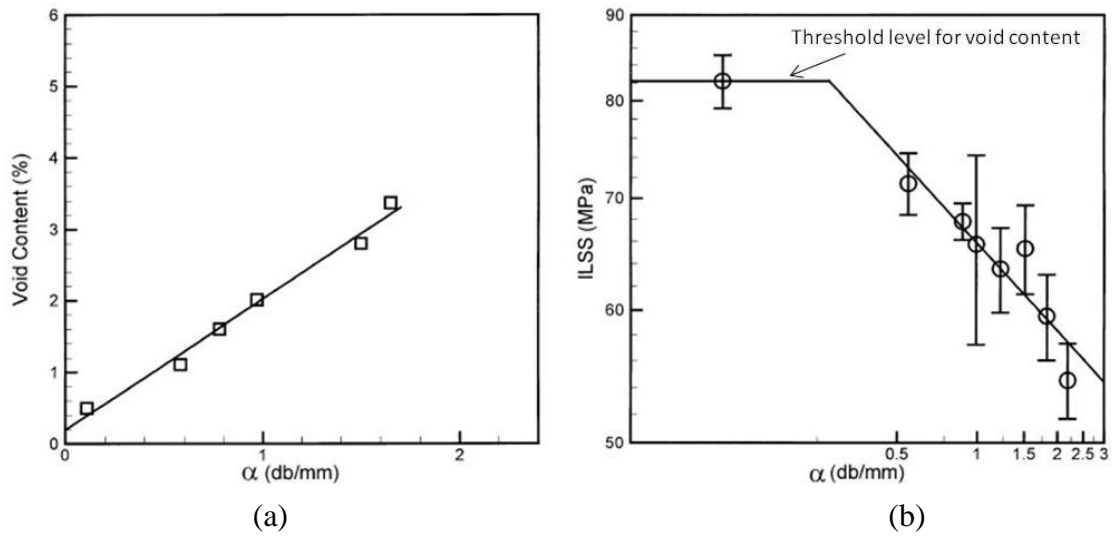 6
5
4
3
2
1
0
Void Content (%)
0 1 2
α (db/mm)
(a)
90
80
70
60
50
ILSS (MPa)
Threshold level for void content
0.5 1 1.5 2 2.5 3
α (db/mm)
(b)